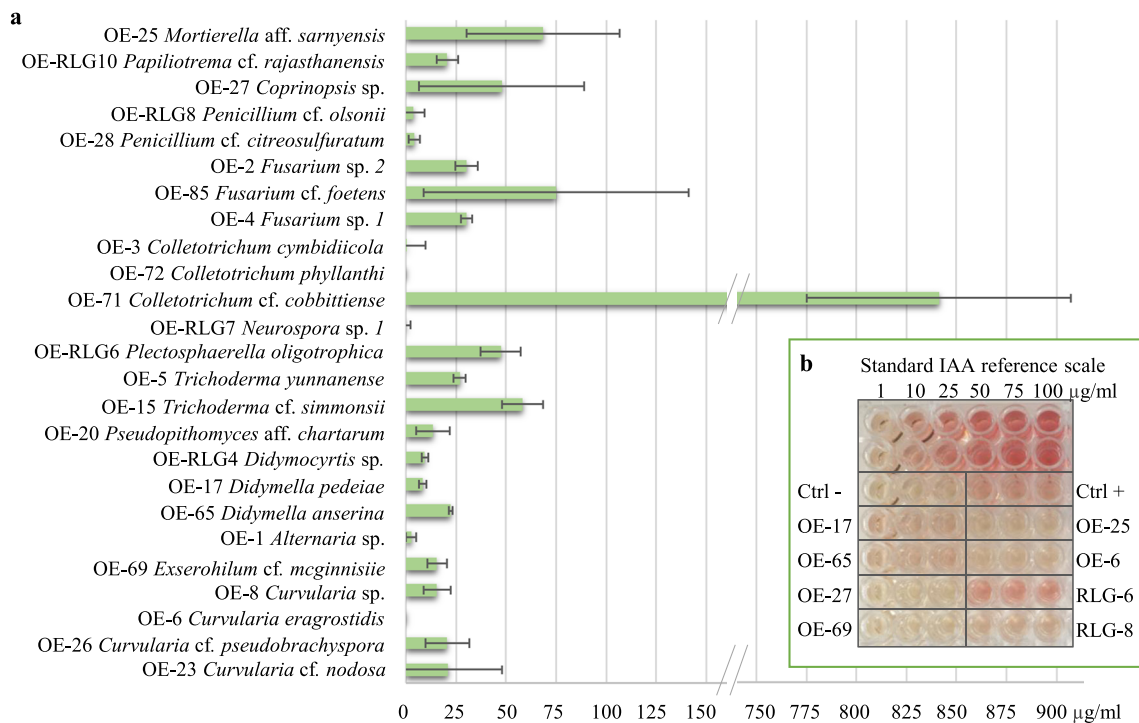 a
OE-25 Mortierella aff. sarnyensis
OE-RLG10 Papiliotrema cf. rajasthanensis
OE-27 Coprinopsis sp.
OE-RLG8 Penicillium cf. olsonii
OE-28 Penicillium cf. citreosulfuratum
OE-2 Fusarium sp. 2
OE-85 Fusarium cf. foetens
OE-4 Fusarium sp. 1
OE-3 Colletotrichum cymbidiicola
OE-72 Colletotrichum phyllanthi
OE-71 Colletotrichum cf. cobbittiense
OE-RLG7 Neurospora sp. 1
OE-RLG6 Plectosphaerella oligotrophica
OE-5 Trichoderma yunnanense
OE-15 Trichoderma cf. simmonsii
OE-20 Pseudopithomyces aff. chartarum
OE-RLG4 Didymocyrtis sp.
OE-17 Didymella pedeiae
OE-65 Didymella anserina
OE-1 Alternaria sp.
OE-69 Exserohilum cf. mcginnisiie
OE-8 Curvularia sp.
OE-6 Curvularia eragrostidis
OE-26 Curvularia cf. pseudobrachyspora
OE-23 Curvularia cf. nodosa
0 25 50 75 100 125 150 750 775 800 825 850 875 900 µg/ml
b Standard IAA reference scale
1 10 25 50 75 100 µg/ml
Ctrl - Ctrl +
OE-17 OE-25
OE-65 OE-6
OE-27 RLG-6
OE-69 RLG-8